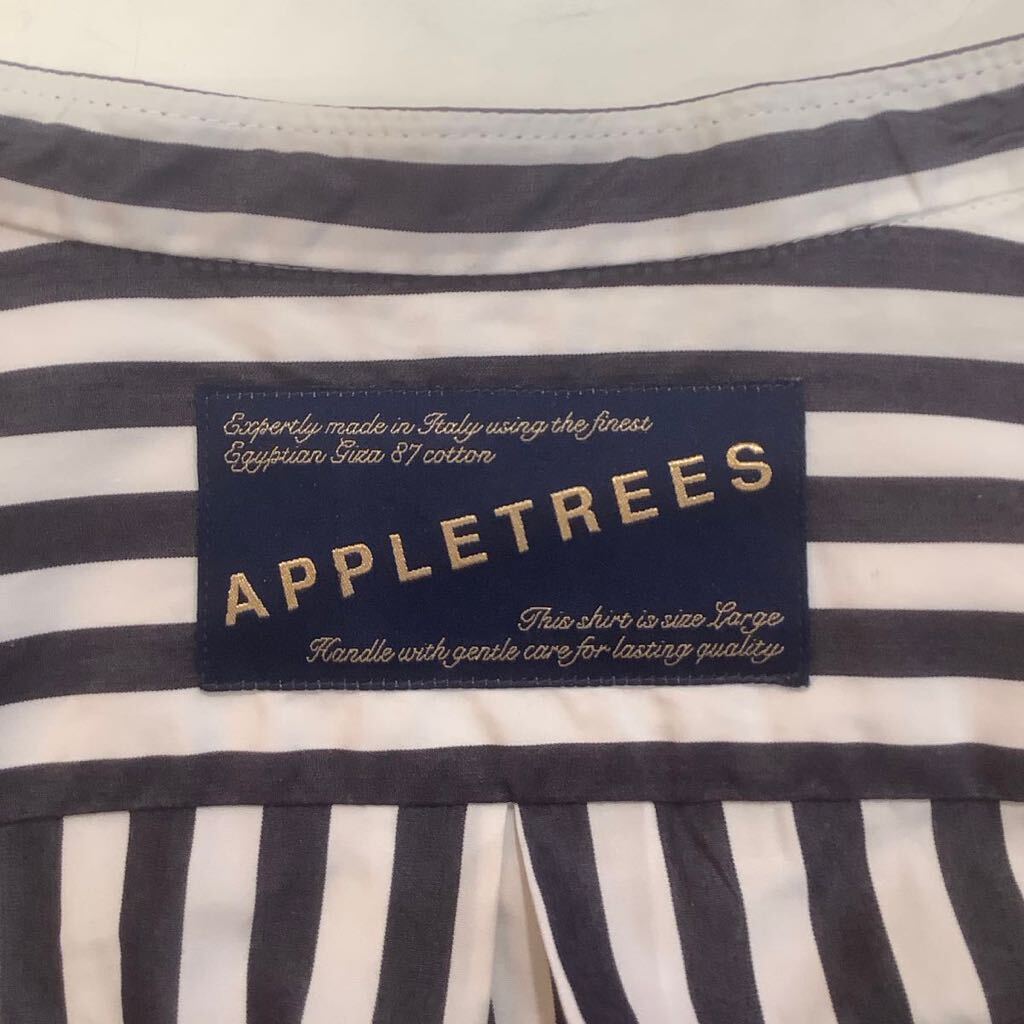 Expertly made in Italy using the finest
Egyptian Giza 87 cotton
APPLETREES
This shirt is size Large
Handle with gentle care for lasting quality